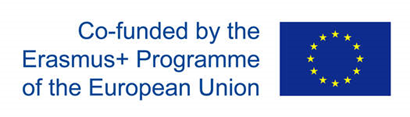 Co-funded by the
Erasmus+ Programme
of the European Union